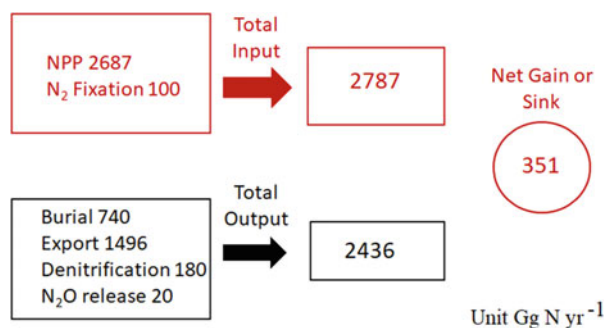 NPP 2687
N₂ Fixation 100
Total
Input
2787
Net Gain or
Sink
351
Burial 740
Export 1496
Denitrification 180
N₂O release 20
Total
Output
2436
Unit Gg N yr⁻¹